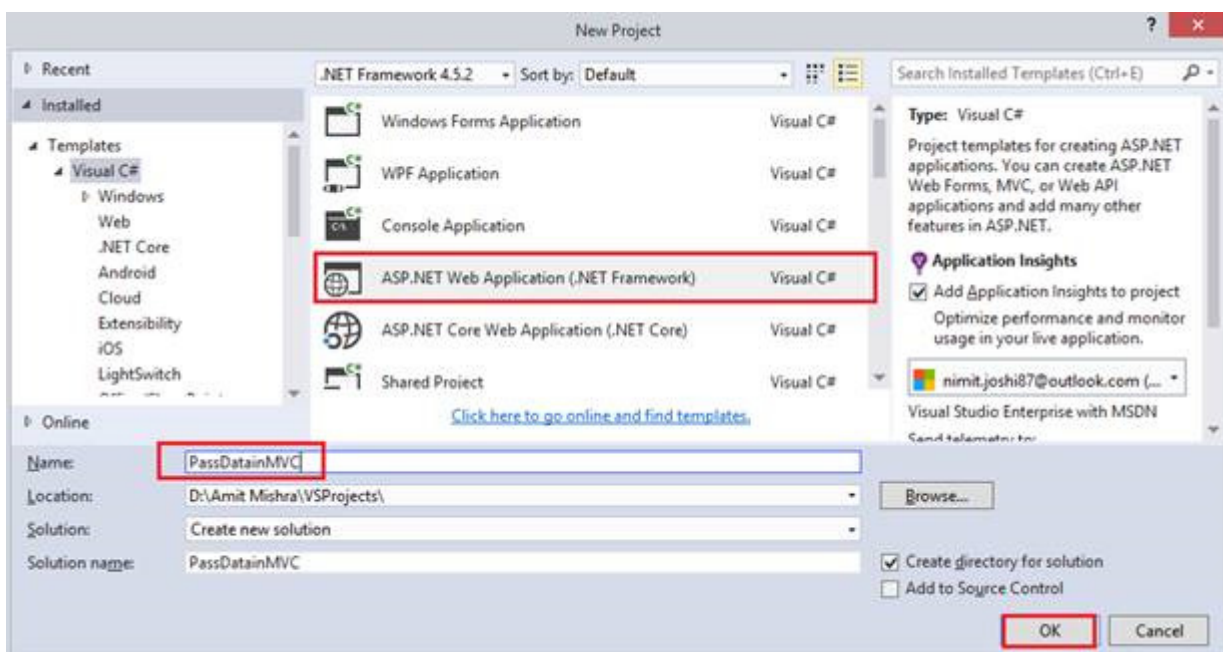 New Project
?
Recent
.NET Framework 4.5.2
Sort by: Default
Search Installed Templates (Ctrl+E)
Installed
Templates
Visual C#
Windows
Web
.NET Core
Android
Cloud
Extensibility
iOS
LightSwitch
Online
Windows Forms Application Visual C#
WPF Application Visual C#
Console Application Visual C#
ASP.NET Web Application (.NET Framework) Visual C#
ASP.NET Core Web Application (.NET Core) Visual C#
Shared Project Visual C#
Click here to go online and find templates.
Type: Visual C#
Project templates for creating ASP.NET
applications. You can create ASP.NET
Web Forms, MVC, or Web API
applications and add many other
features in ASP.NET.
Application Insights
Add Application Insights to project
Optimize performance and monitor
usage in your live application.
nimit.joshi87@outlook.com (...
Visual Studio Enterprise with MSDN
Send telemetry to:
Name: PassDatainMVC
Location: D:\Amit Mishra\VSProjects\
Browse...
Solution: Create new solution
Solution name: PassDatainMVC
Create directory for solution
Add to Source Control
OK
Cancel